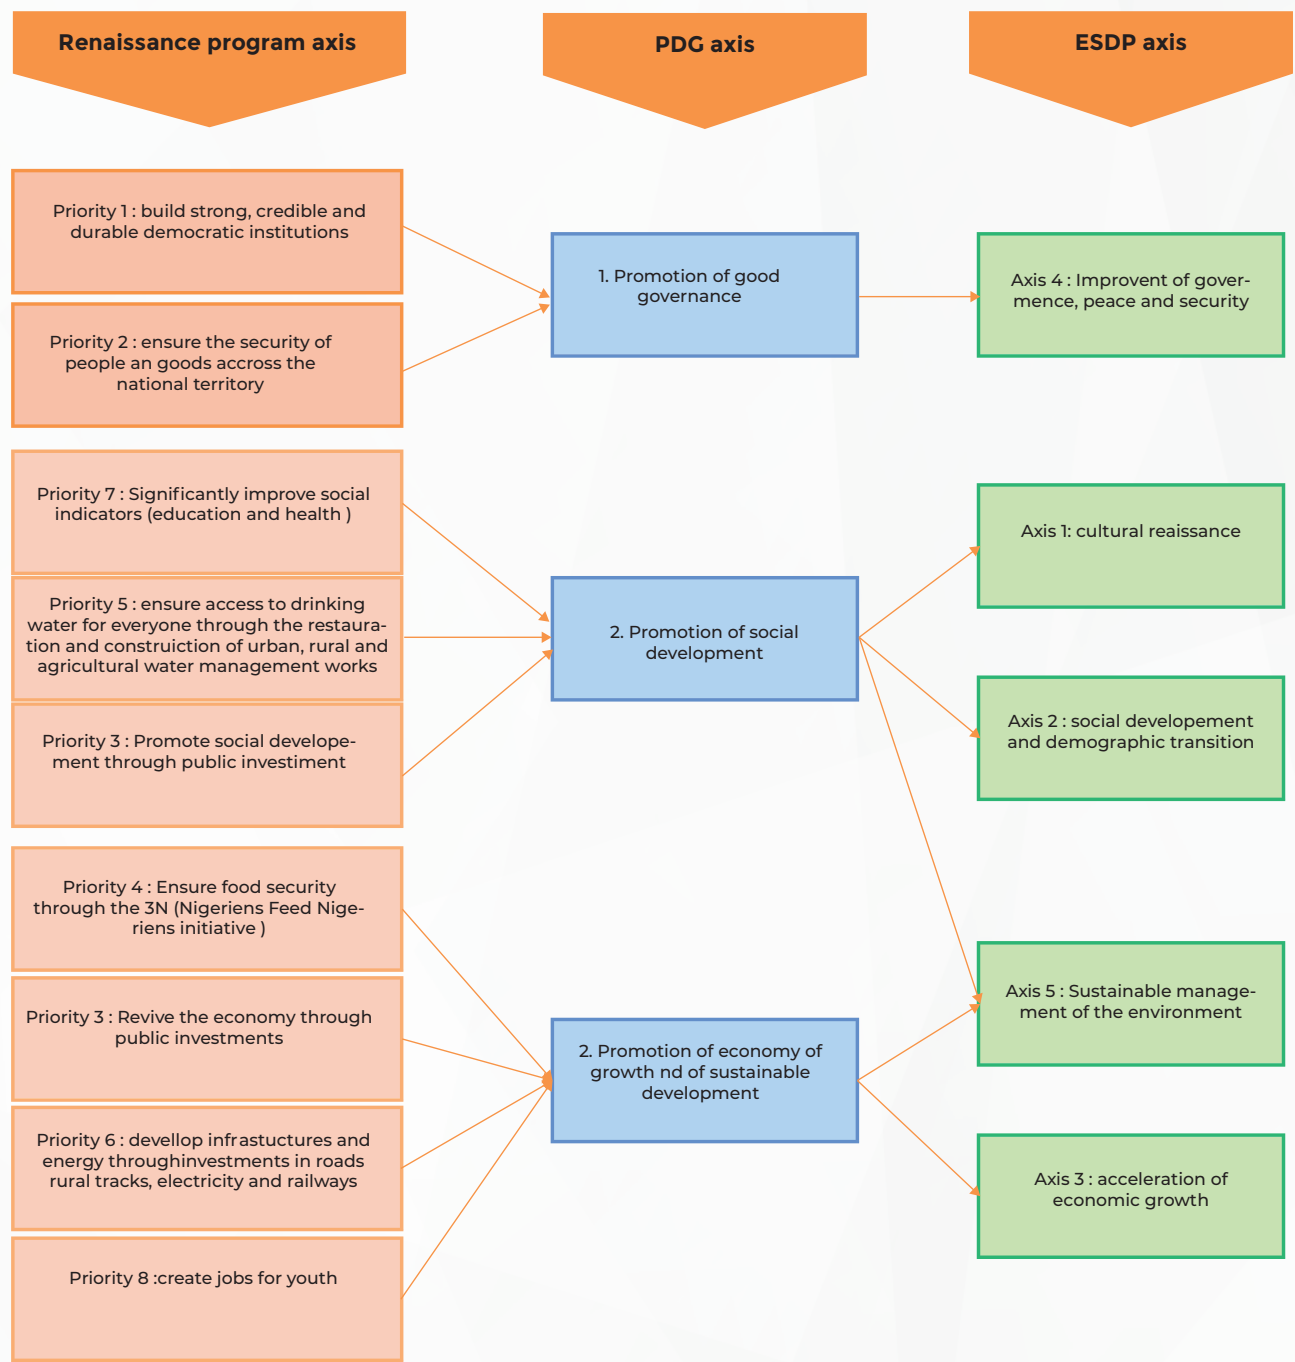 Renaissance program axis
PDG axis
ESDP axis
Priority 1 : build strong, credible and
durable democratic institutions
Priority 2 : ensure the security of
people an goods accross the
national territory
Priority 7 : Significantly improve social
indicators (education and health )
Priority 5 : ensure access to drinking
water for everyone through the restaura-
tion and construiction of urban, rural and
agricultural water management works
Priority 3 : Promote social develope-
ment through public investiment
Priority 4 : Ensure food security
through the 3N (Nigeriens Feed Nige-
riens initiative )
Priority 3 : Revive the economy through
public investments
Priority 6 : devellop infrastuctures and
energy throughinvestments in roads
rural tracks, electricity and railways
Priority 8 :create jobs for youth
1. Promotion of good
governance
2. Promotion of social
development
2. Promotion of economy of
growth nd of sustainable
development
Axis 4 : Improvent of gover-
mence, peace and security
Axis 1: cultural reaissance
Axis 2 : social developement
and demographic transition
Axis 5 : Sustainable manage-
ment of the environment
Axis 3 : acceleration of
economic growth